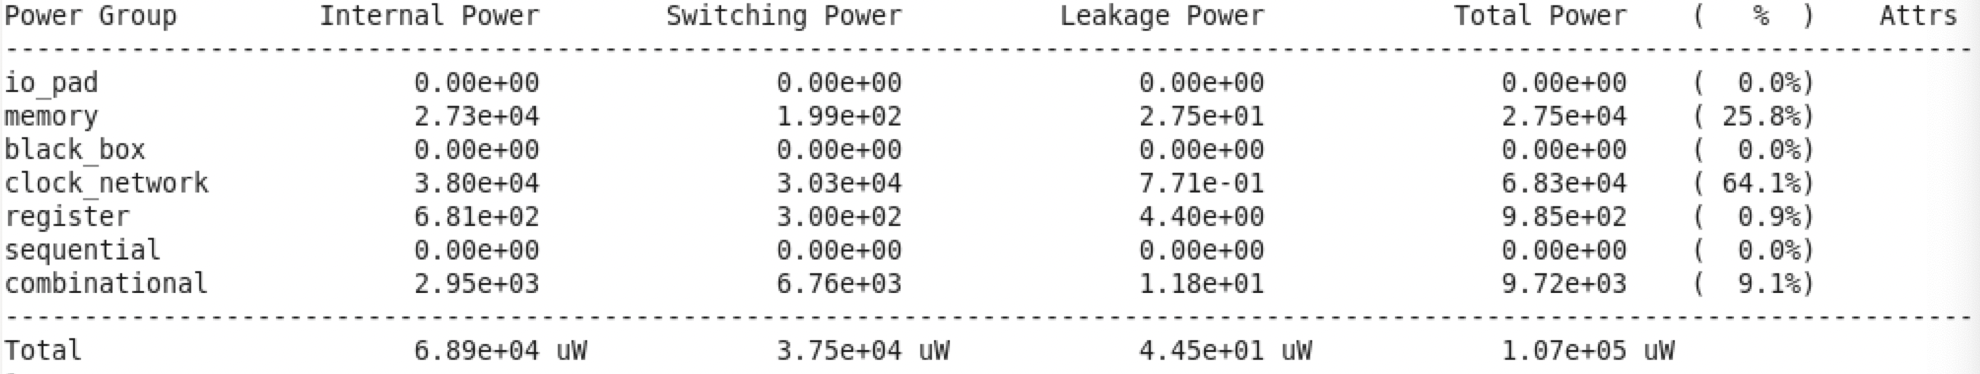 Power Group Internal Power Switching Power Leakage Power Total Power ( % ) Attrs
--------------------------------------------------------------------------------------------------------------------------------
io_pad 0.00e+00 0.00e+00 0.00e+00 0.00e+00 ( 0.0%)
memory 2.73e+04 1.99e+02 2.75e+01 2.75e+04 ( 25.8%)
black_box 0.00e+00 0.00e+00 0.00e+00 0.00e+00 ( 0.0%)
clock_network 3.80e+04 3.03e+04 7.71e-01 6.83e+04 ( 64.1%)
register 6.81e+02 3.00e+02 4.40e+00 9.85e+02 ( 0.9%)
sequential 0.00e+00 0.00e+00 0.00e+00 0.00e+00 ( 0.0%)
combinational 2.95e+03 6.76e+03 1.18e+01 9.72e+03 ( 9.1%)
--------------------------------------------------------------------------------------------------------------------------------
Total 6.89e+04 uW 3.75e+04 uW 4.45e+01 uW 1.07e+05 uW